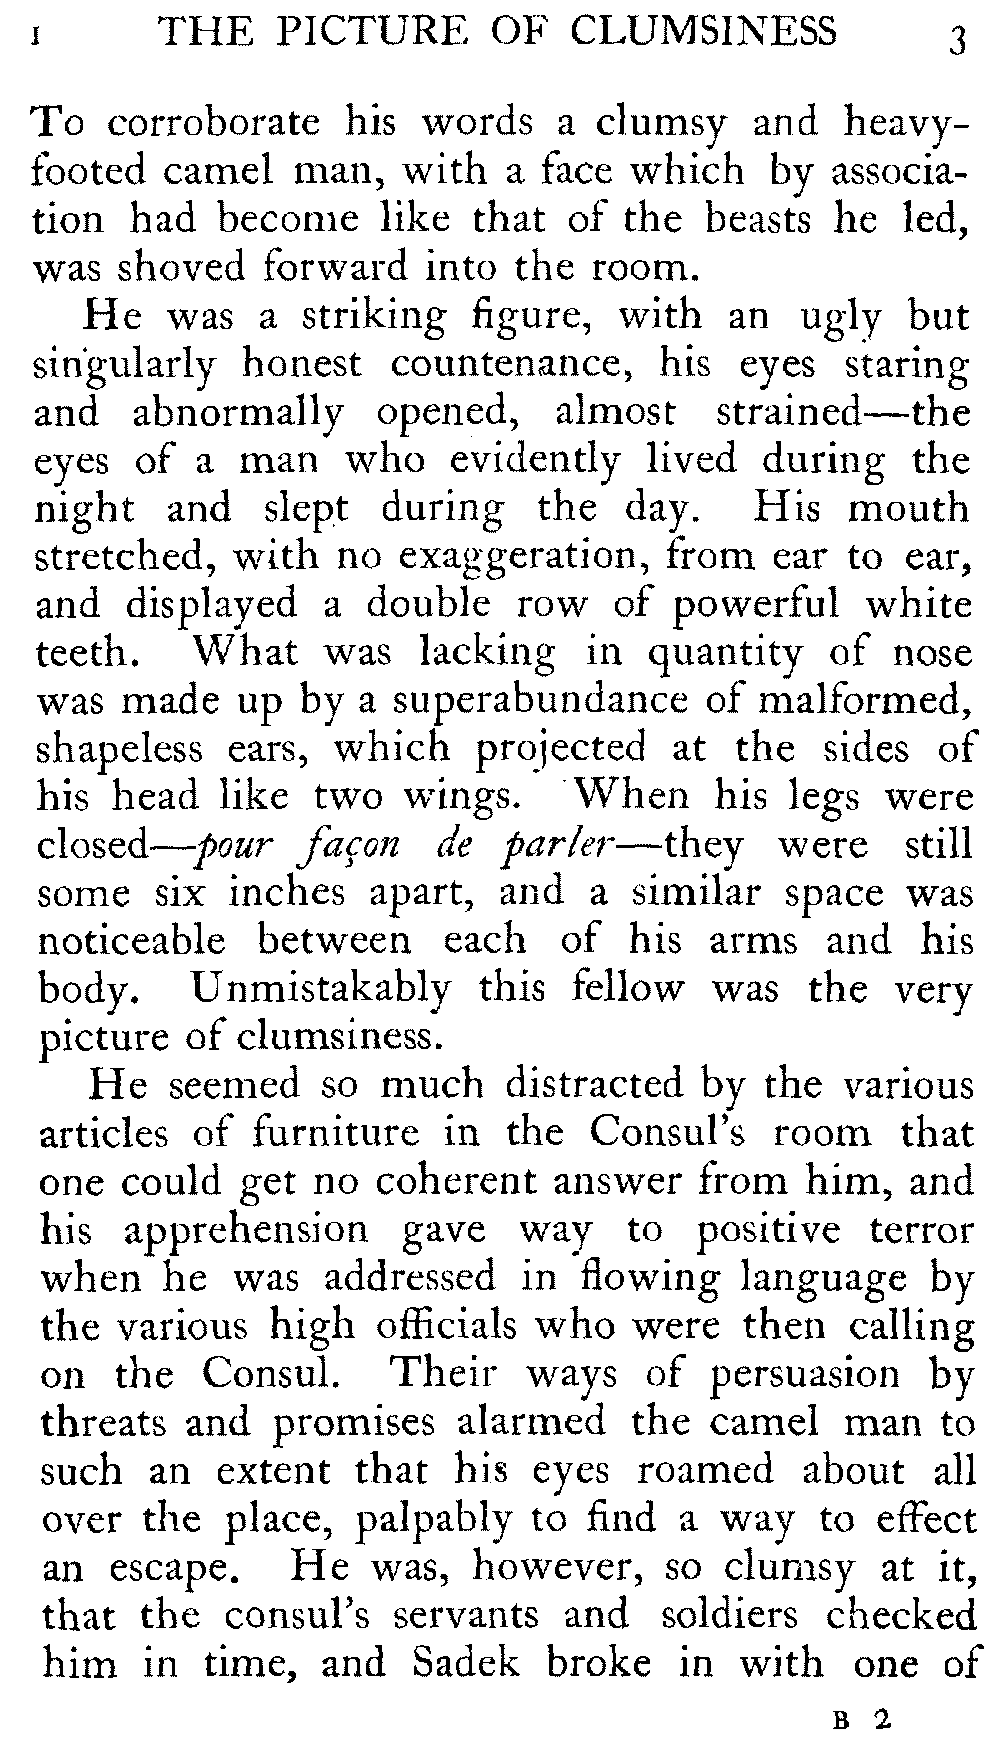 I THE PICTURE OF CLUMSINESS 3
To corroborate his words a clumsy and heavy-
footed camel man, with a face which by associa-
tion had become like that of the beasts he led,
was shoved forward into the room.
He was a striking figure, with an ugly but
singularly honest countenance, his eyes staring
and abnormally opened, almost strained—the
eyes of a man who evidently lived during the
night and slept during the day. His mouth
stretched, with no exaggeration, from ear to ear,
and displayed a double row of powerful white
teeth. What was lacking in quantity of nose
was made up by a superabundance of malformed,
shapeless ears, which projected at the sides of
his head like two wings. When his legs were
closed—pour façon de parler—they were still
some six inches apart, and a similar space was
noticeable between each of his arms and his
body. Unmistakably this fellow was the very
picture of clumsiness.
He seemed so much distracted by the various
articles of furniture in the Consul's room that
one could get no coherent answer from him, and
his apprehension gave way to positive terror
when he was addressed in flowing language by
the various high officials who were then calling
on the Consul. Their ways of persuasion by
threats and promises alarmed the camel man to
such an extent that his eyes roamed about all
over the place, palpably to find a way to effect
an escape. He was, however, so clumsy at it,
that the consul's servants and soldiers checked
him in time, and Sadek broke in with one of
B 2